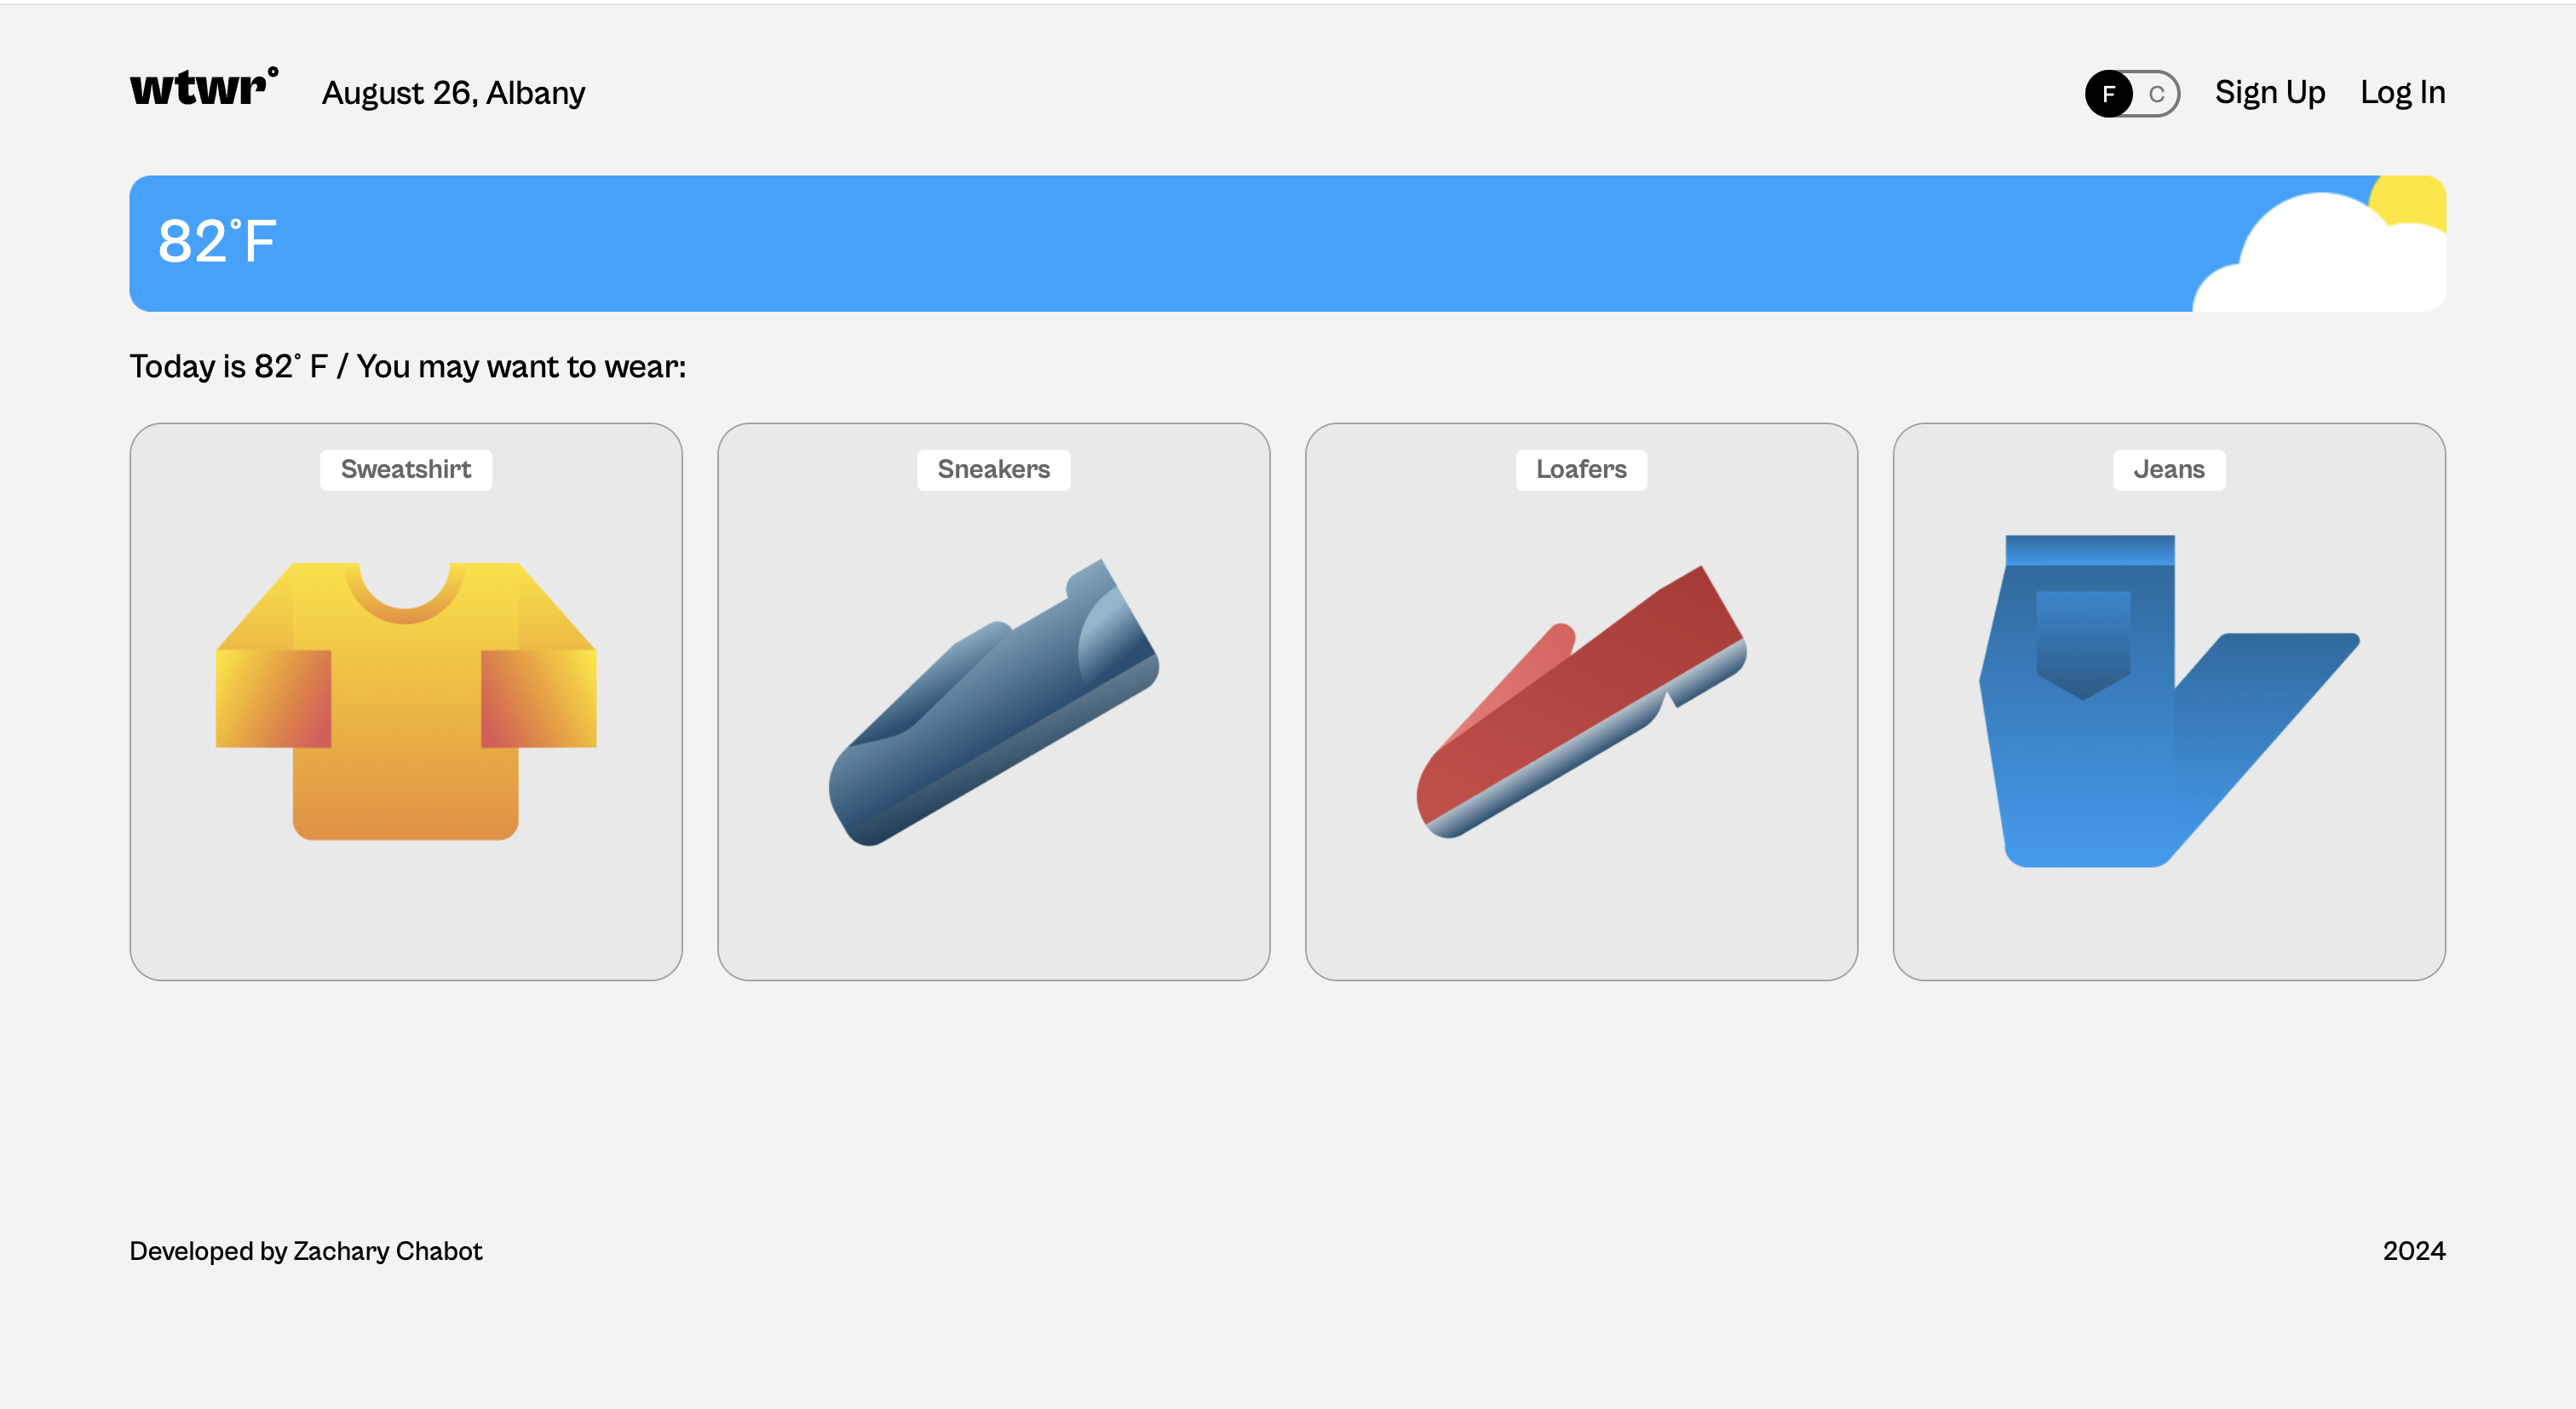 wtwr° August 26, Albany F C Sign Up Log In
82°F
Today is 82° F / You may want to wear:
Sweatshirt Sneakers Loafers Jeans
Developed by Zachary Chabot 2024